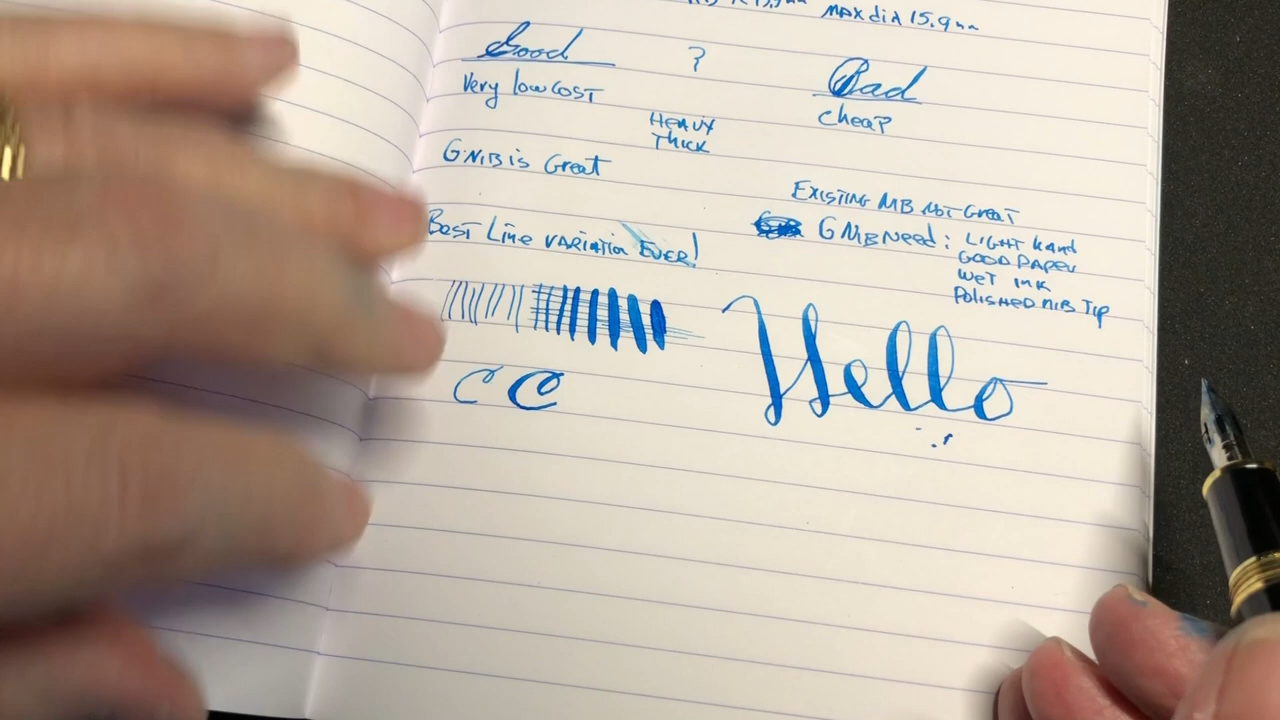 MAX dia 15.9mm
Good ? Bad
Very low cost
cheap
HEAVY
THICK
G NIB is Great
EXISTING NIB NOT Great
G NIB Need: LIGHT hand
GOOD PAPER
WET INK
POLISHED NIB TIP
Best Line VARIATION EVER!
Hello
C C